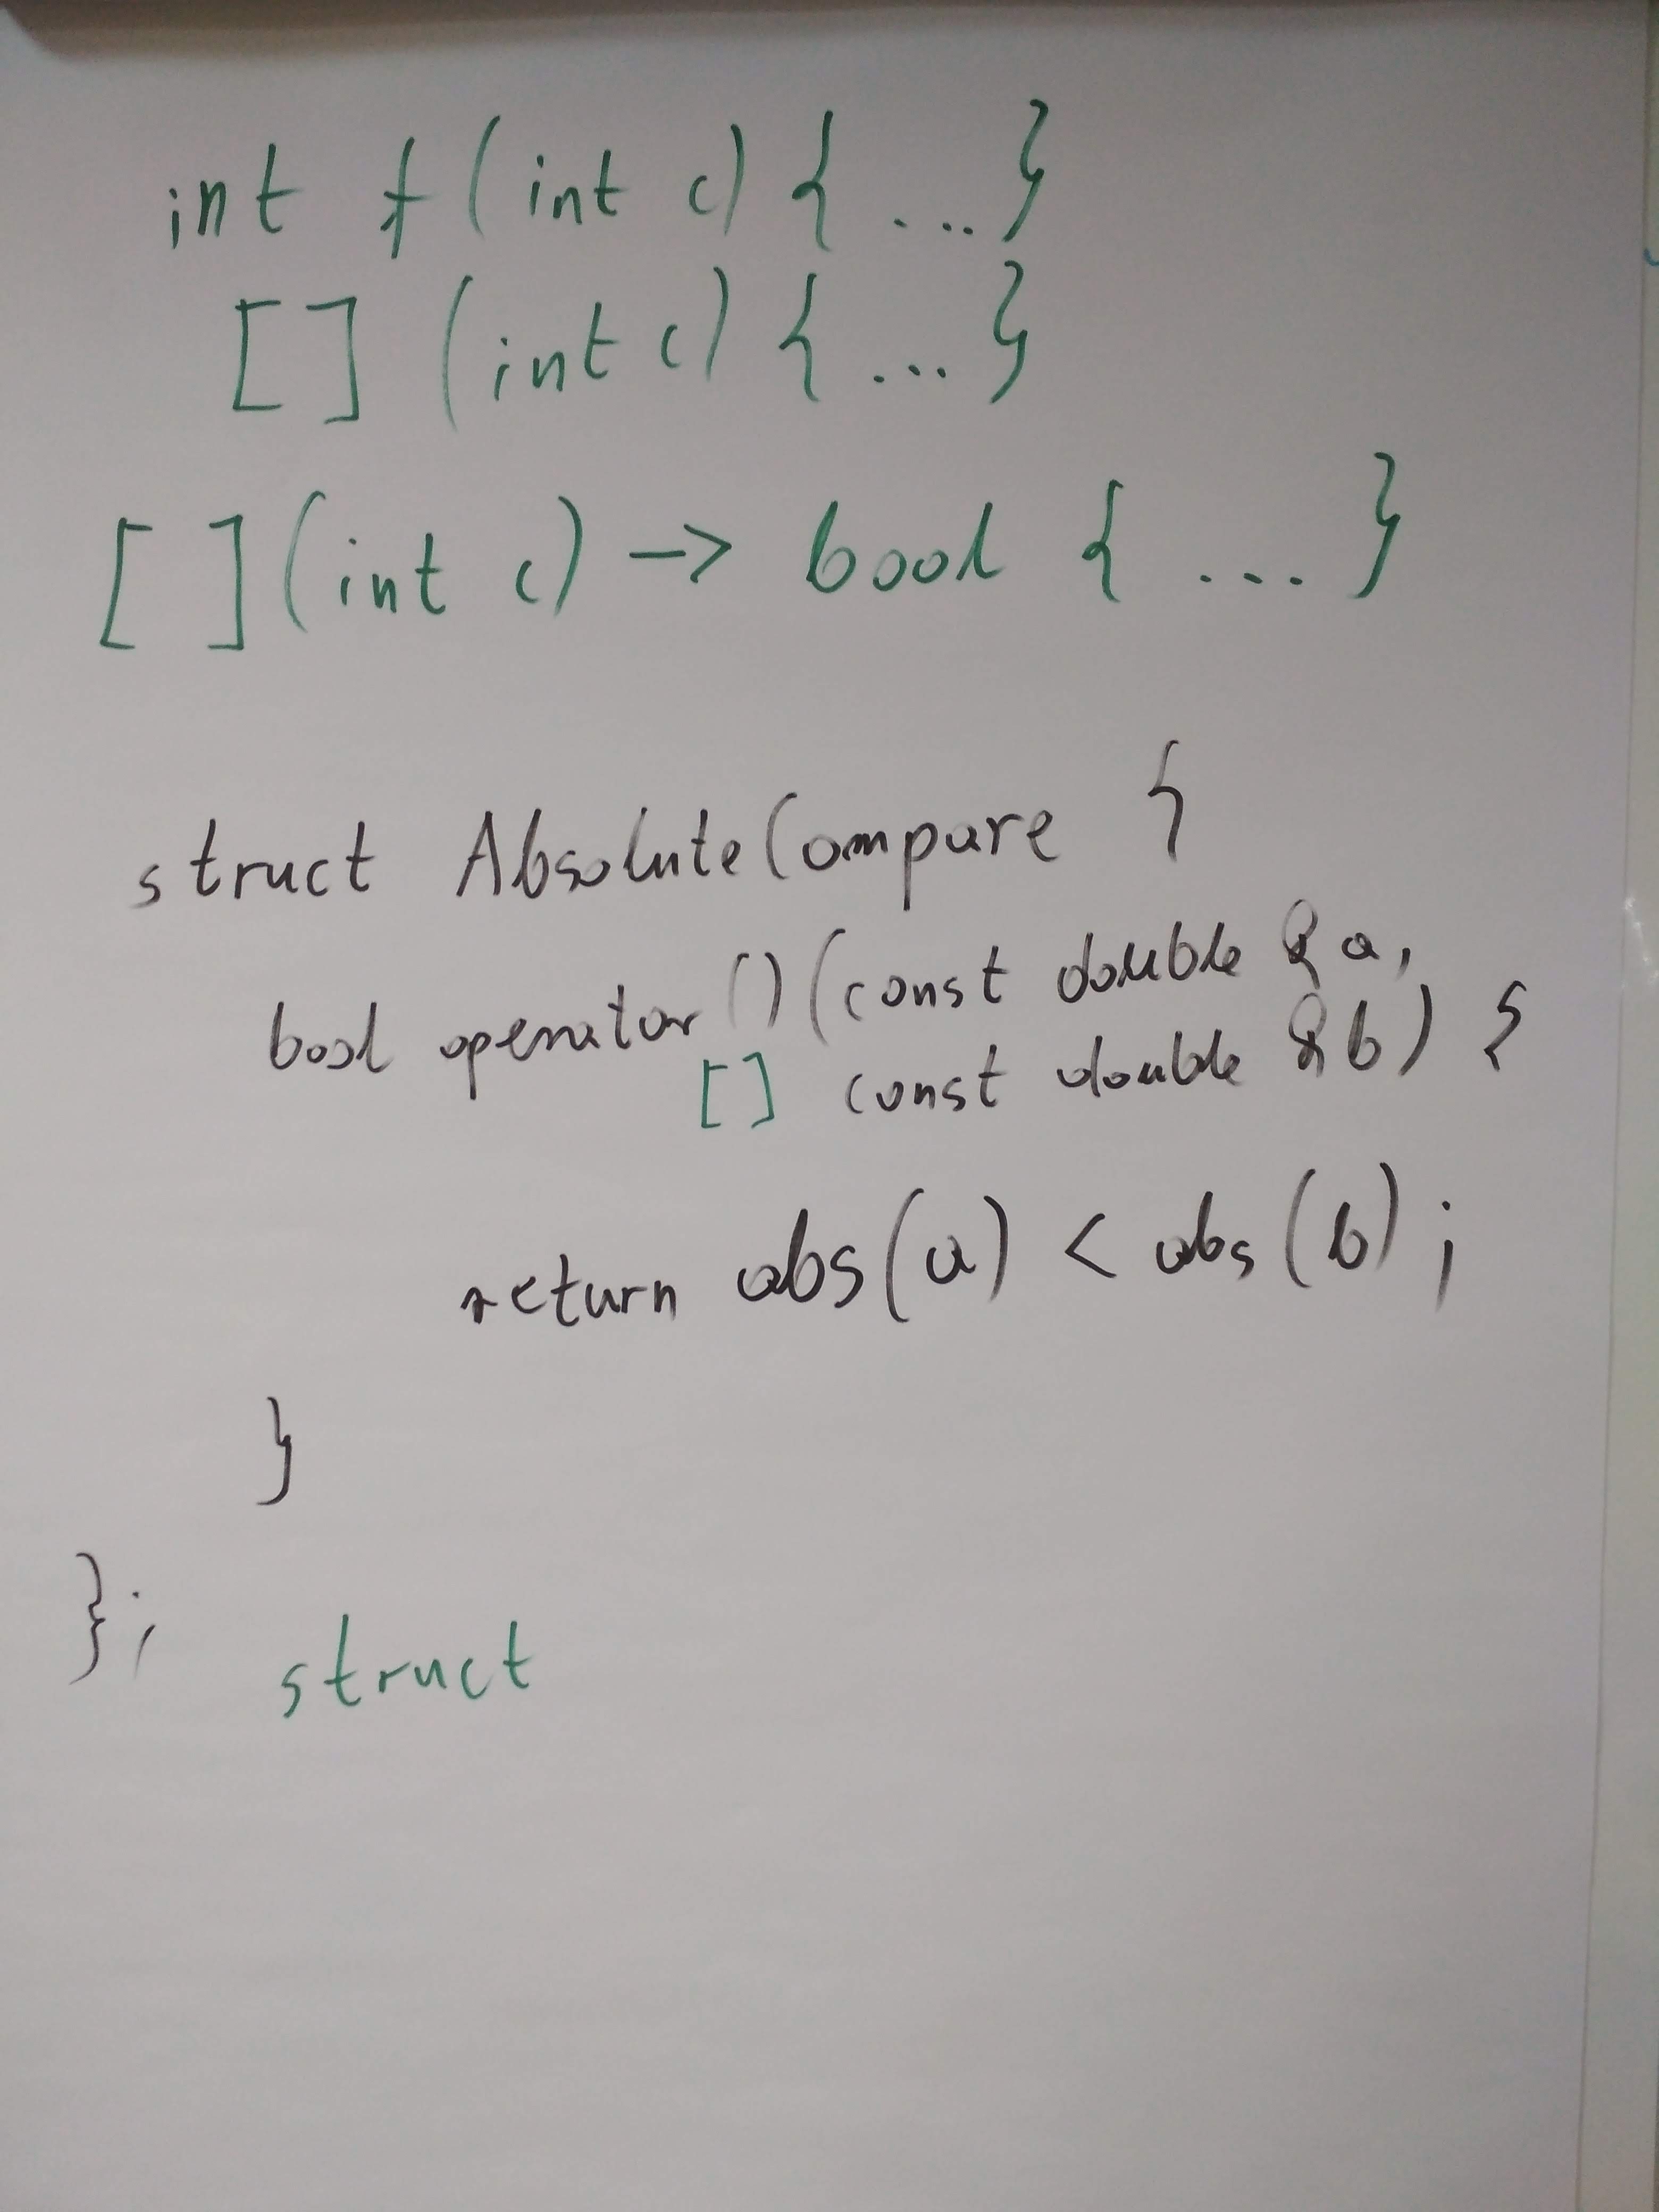 int f(int c) { ... }
[] (int c) { ... }
[ ](int c) -> bool { ... }
struct AbsoluteCompare {
bool operator()(const double &a,
[] const double &b) {
return abs(a) < abs(b);
}
};
struct